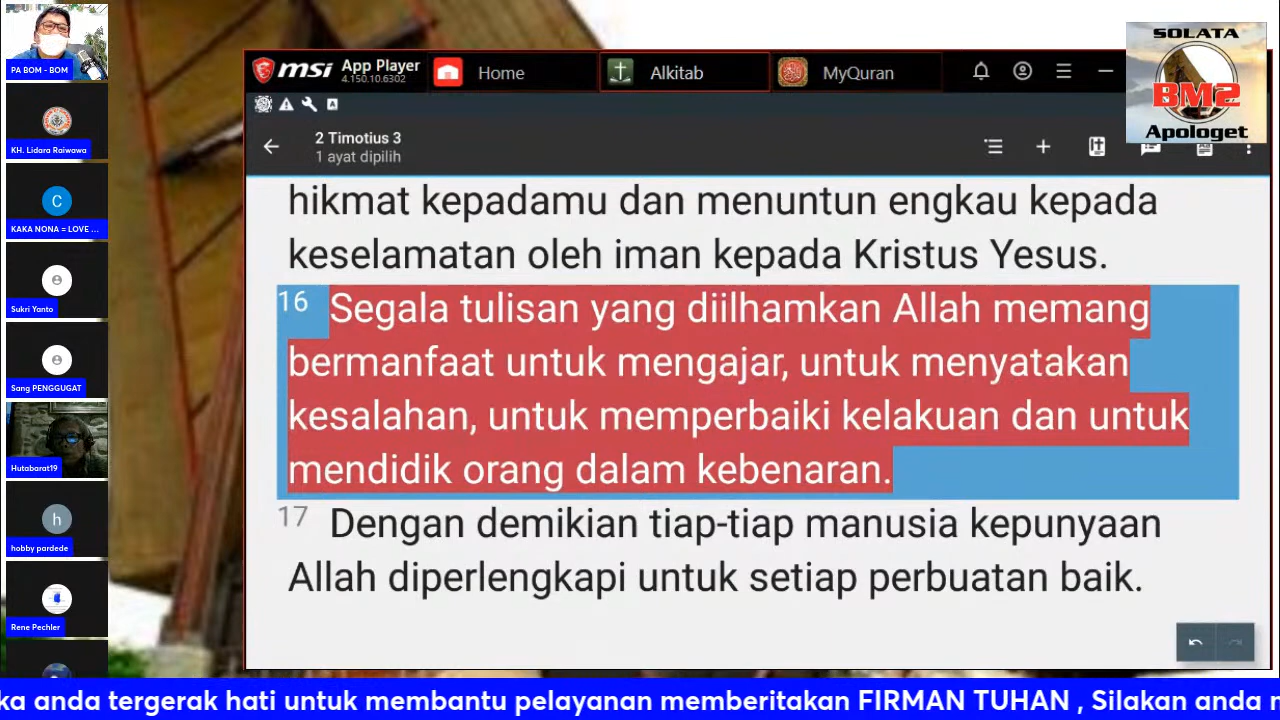 PA BOM - BOM
KH. Lidara Raiwawa
C
KAKA NONA = LOVE ...
Sukri Yanto
Sang PENGGUGAT
Hutabarat19
h
hobby pardede
Rene Pechler
msi App Player
4.150.10.6302
Home
Alkitab
MyQuran
SOLATA
BM2
Apologet
2 Timotius 3
1 ayat dipilih
hikmat kepadamu dan menuntun engkau kepada
keselamatan oleh iman kepada Kristus Yesus.
16 Segala tulisan yang diilhamkan Allah memang
bermanfaat untuk mengajar, untuk menyatakan
kesalahan, untuk memperbaiki kelakuan dan untuk
mendidik orang dalam kebenaran.
17 Dengan demikian tiap-tiap manusia kepunyaan
Allah diperlengkapi untuk setiap perbuatan baik.
ka anda tergerak hati untuk membantu pelayanan memberitakan FIRMAN TUHAN , Silakan anda